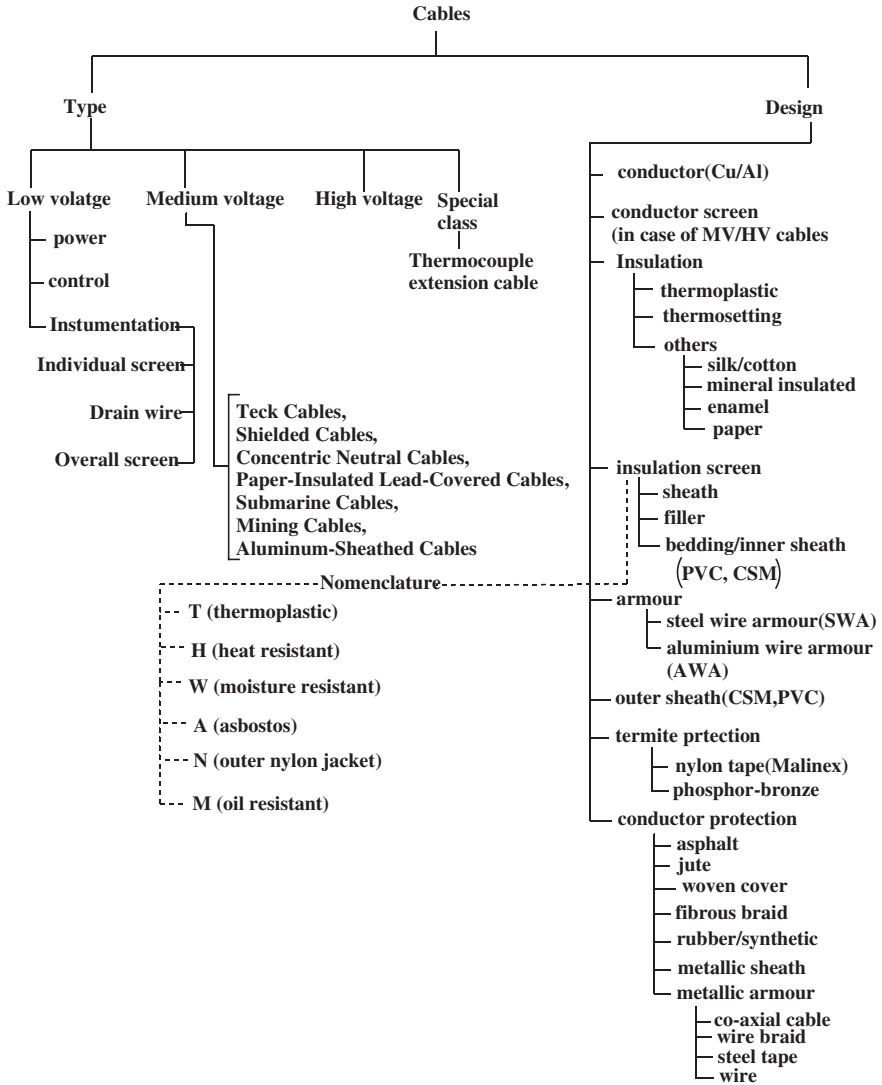 Cables
Type
Design
Low volatge
Medium voltage
High voltage
Special
class
power
control
Instumentation
Individual screen
Drain wire
Overall screen
Thermocouple
extension cable
Teck Cables,
Shielded Cables,
Concentric Neutral Cables,
Paper-Insulated Lead-Covered Cables,
Submarine Cables,
Mining Cables,
Aluminum-Sheathed Cables
Nomenclature
T (thermoplastic)
H (heat resistant)
W (moisture resistant)
A (asbostos)
N (outer nylon jacket)
M (oil resistant)
conductor(Cu/Al)
conductor screen
(in case of MV/HV cables
Insulation
thermoplastic
thermosetting
others
silk/cotton
mineral insulated
enamel
paper
insulation screen
sheath
filler
bedding/inner sheath
(PVC, CSM)
armour
steel wire armour(SWA)
aluminium wire armour
(AWA)
outer sheath(CSM,PVC)
termite prtection
nylon tape(Malinex)
phosphor-bronze
conductor protection
asphalt
jute
woven cover
fibrous braid
rubber/synthetic
metallic sheath
metallic armour
co-axial cable
wire braid
steel tape
wire